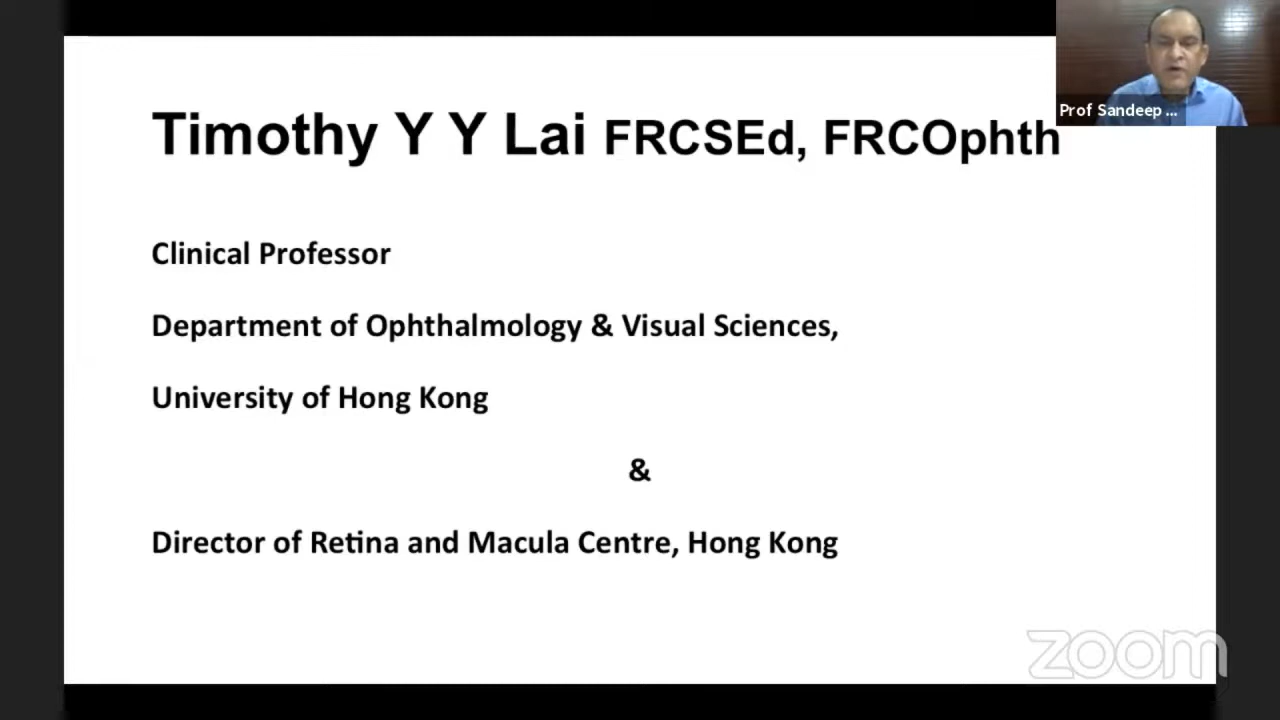 Timothy Y Y Lai FRCSEd, FRCOphth
Prof Sandeep ...
Clinical Professor
Department of Ophthalmology & Visual Sciences,
University of Hong Kong
&
Director of Retina and Macula Centre, Hong Kong
zoom